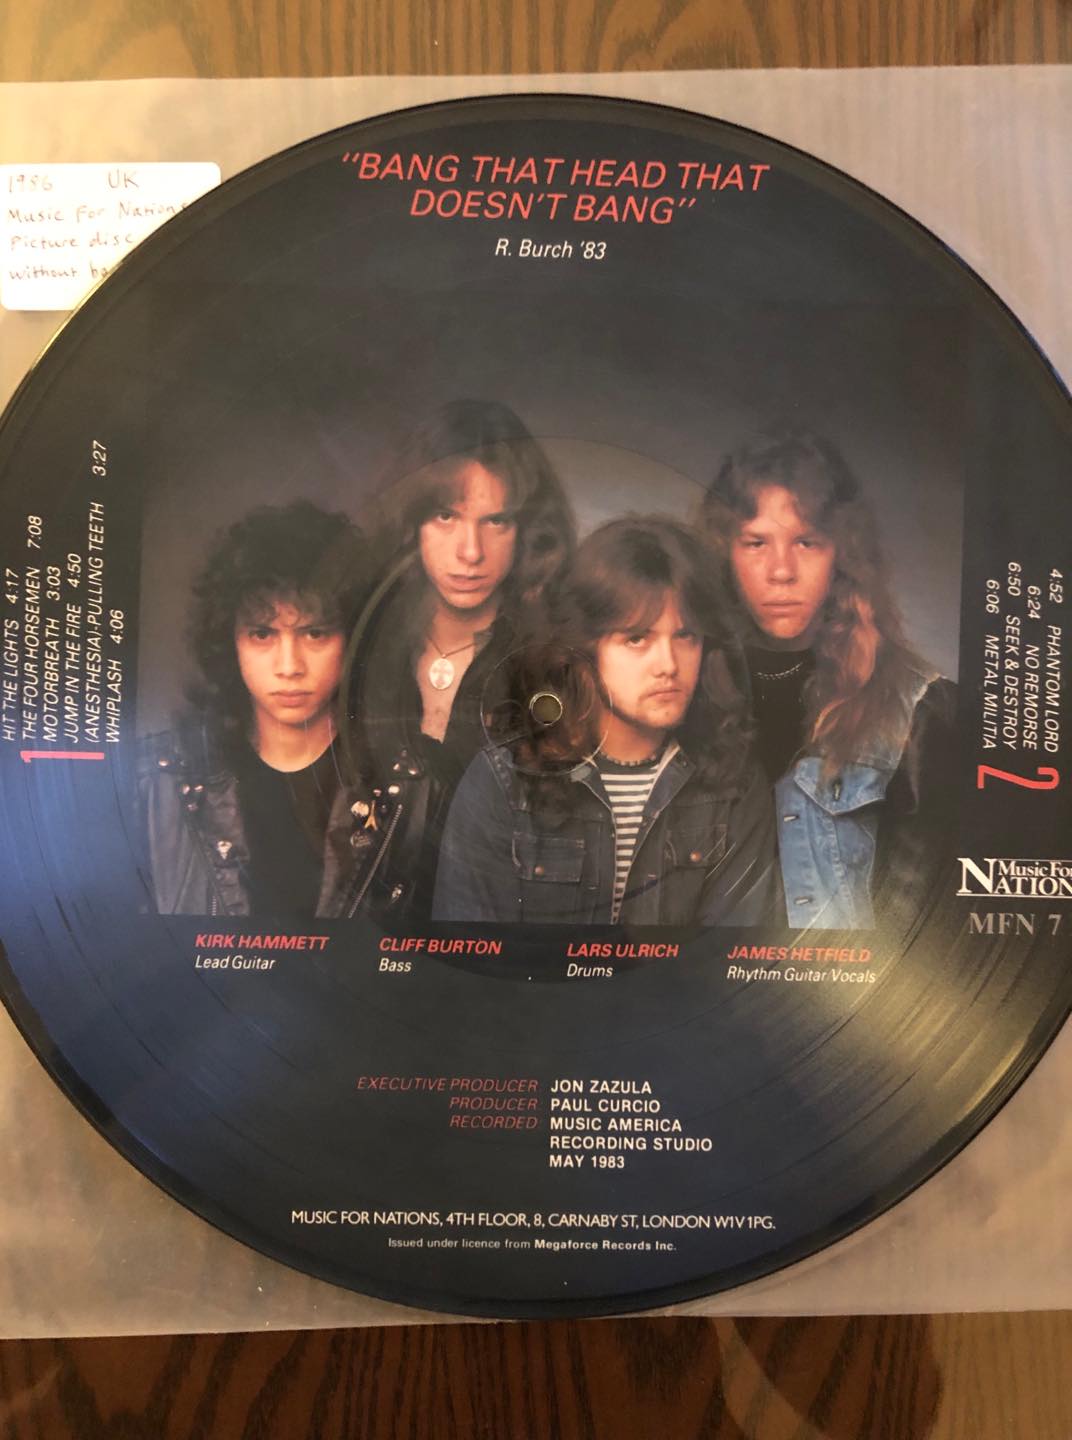 "BANG THAT HEAD THAT
DOESN'T BANG"
R. Burch '83
1986 UK
Music For Nations
Picture disc
without
HIT THE LIGHTS 4:17
THE FOUR HORSEMEN 7:08
MOTORBREATH 3:03
JUMP IN THE FIRE 4:50
(ANESTHESIA)-PULLING TEETH 3:27
WHIPLASH 4:06
1
4:52 PHANTOM LORD
6:24 NO REMORSE
6:50 SEEK & DESTROY
6:06 METAL MILITIA
2
Music For
NATION
MFN 7
KIRK HAMMETT
Lead Guitar
CLIFF BURTON
Bass
LARS ULRICH
Drums
JAMES HETFIELD
Rhythm Guitar Vocals
EXECUTIVE PRODUCER: JON ZAZULA
PRODUCER: PAUL CURCIO
RECORDED: MUSIC AMERICA
RECORDING STUDIO
MAY 1983
MUSIC FOR NATIONS, 4TH FLOOR, 8, CARNABY ST, LONDON W1V 1PG.
Issued under licence from Megaforce Records Inc.